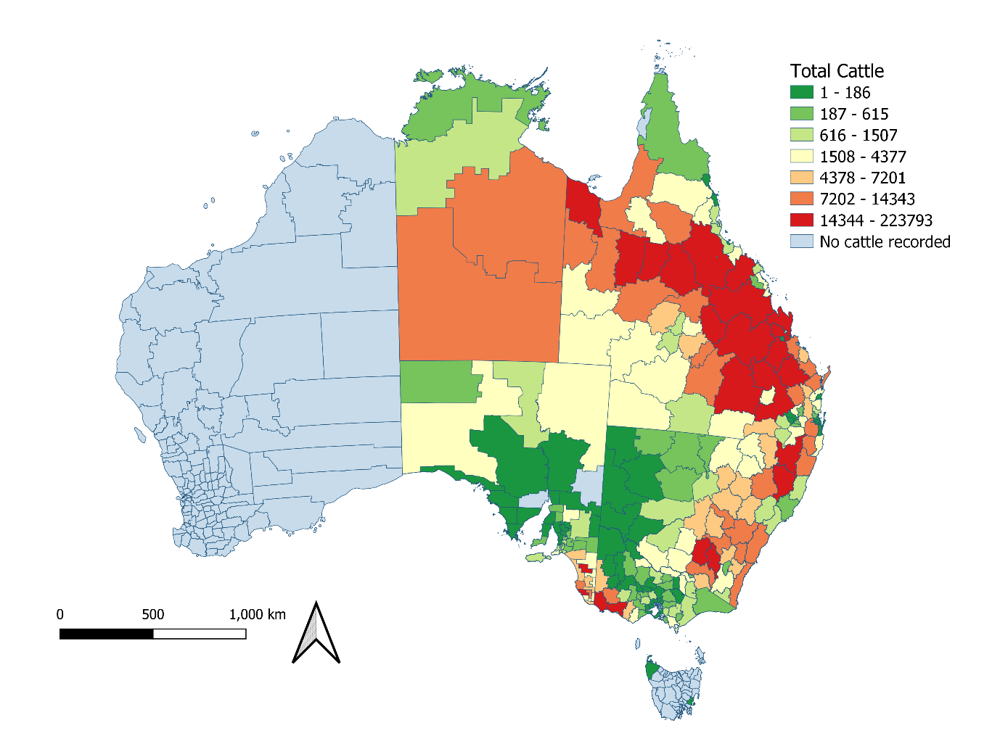 Total Cattle
1 - 186
187 - 615
616 - 1507
1508 - 4377
4378 - 7201
7202 - 14343
14344 - 223793
No cattle recorded
0 500 1,000 km